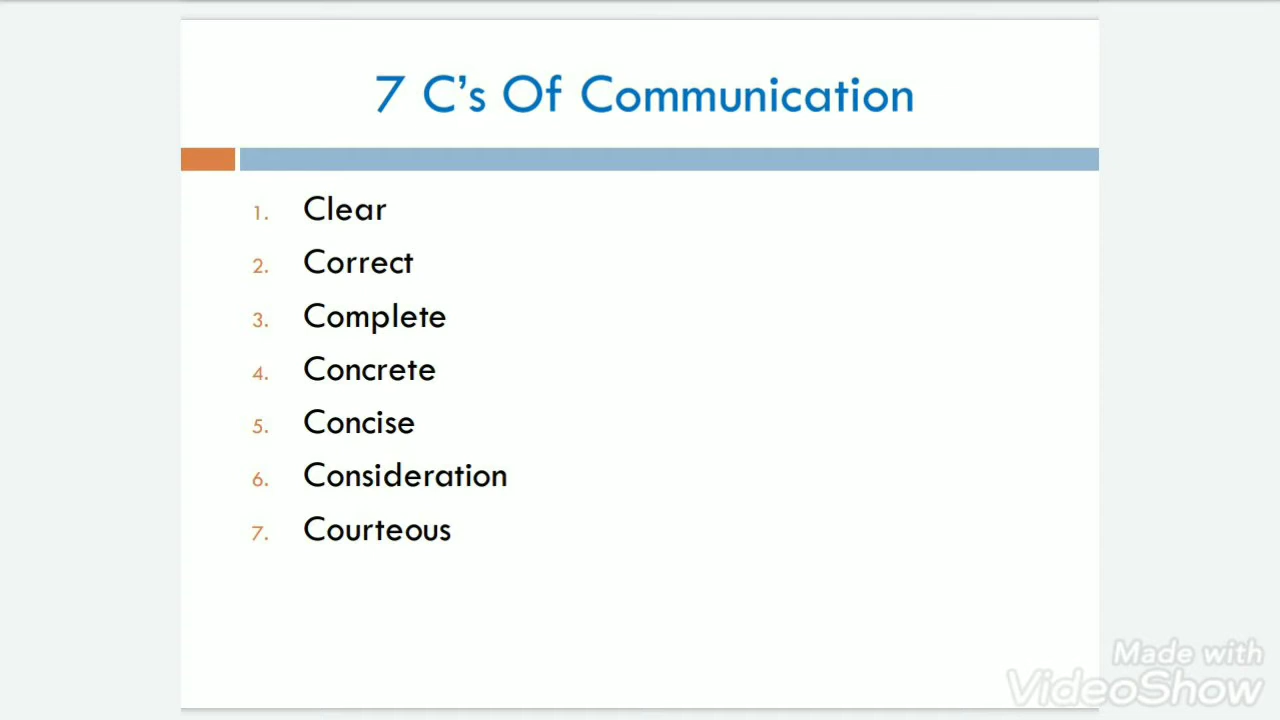 7 C’s Of Communication
1. Clear
2. Correct
3. Complete
4. Concrete
5. Concise
6. Consideration
7. Courteous
Made with
VideoShow